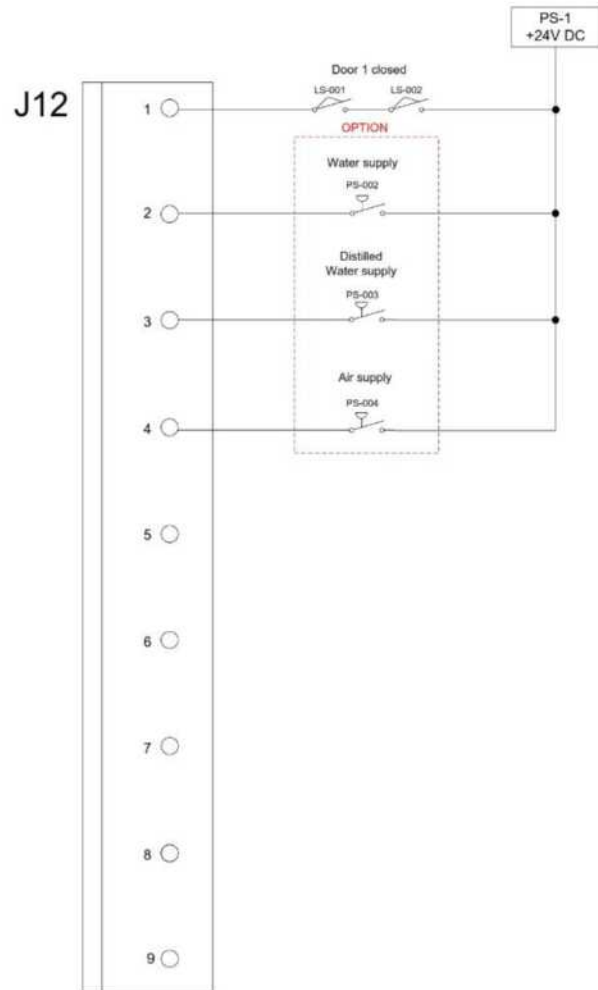 PS-1
+24V DC
Door 1 closed
J12
LS-001 LS-002
1
OPTION
Water supply
PS-002
2
Distilled
Water supply
PS-003
3
Air supply
PS-004
4
5
6
7
8
9